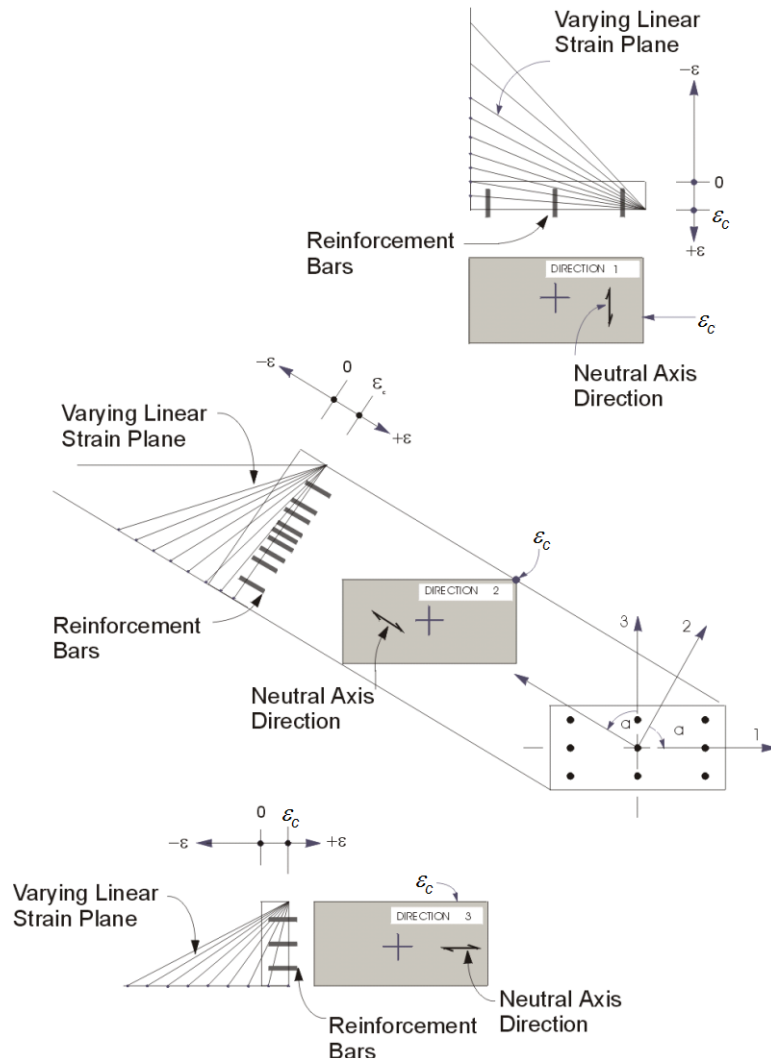 Varying Linear
Strain Plane
−ε
0
Reinforcement
Bars
εc
+ε
DIRECTION 1
εc
Neutral Axis
Direction
−ε
0
εc
+ε
Varying Linear
Strain Plane
εc
DIRECTION 2
Reinforcement
Bars
Neutral Axis
Direction
3
2
a
a
1
0
εc
−ε
+ε
Varying Linear
Strain Plane
εc
DIRECTION 3
Reinforcement
Bars
Neutral Axis
Direction